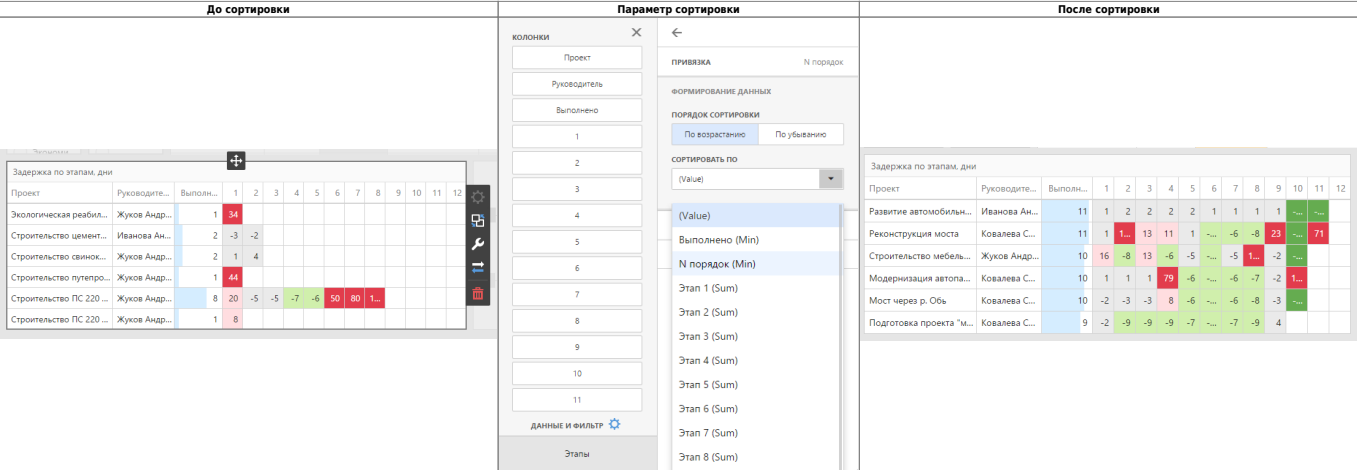 До сортировки
Параметр сортировки
После сортировки
Задержка по этапам, дни
Проект Руководите... Выполн... 1 2 3 4 5 6 7 8 9 10 11 12
Экологическая реабил... Жуков Андр... 1 34
Строительство цемент... Иванова Ан... 2 -3 -2
Строительство свинок... Жуков Андр... 2 1 4
Строительство путепро... Жуков Андр... 1 44
Строительство ПС 220 ... Жуков Андр... 8 20 -5 -5 -7 -6 50 80 1...
Строительство ПС 220 ... Жуков Андр... 1 8
КОЛОНКИ
Проект
Руководитель
Выполнено
1
2
3
4
5
6
7
8
9
10
11
ДАННЫЕ И ФИЛЬТР
Этапы
ПРИВЯЗКА N порядок
ФОРМИРОВАНИЕ ДАННЫХ
ПОРЯДОК СОРТИРОВКИ
По возрастанию По убыванию
СОРТИРОВАТЬ ПО
(Value)
(Value)
Выполнено (Min)
N порядок (Min)
Этап 1 (Sum)
Этап 2 (Sum)
Этап 3 (Sum)
Этап 4 (Sum)
Этап 5 (Sum)
Этап 6 (Sum)
Этап 7 (Sum)
Этап 8 (Sum)
Задержка по этапам, дни
Проект Руководите... Выполн... 1 2 3 4 5 6 7 8 9 10 11 12
Развитие автомобильн... Иванова Ан... 11 1 2 2 2 2 1 1 1 1 -... -...
Реконструкция моста Ковалева С... 11 1 1... 13 11 1 -... -6 -8 23 -... 71
Строительство мебель... Жуков Андр... 10 16 -8 13 -6 -5 -... -5 1... -2 -...
Модернизация автопа... Ковалева С... 10 1 1 1 79 -6 -... -6 -7 -2 1...
Мост через р. Обь Ковалева С... 10 -2 -3 -3 8 -6 -... -6 -8 -3 -...
Подготовка проекта "м... Ковалева С... 9 -2 -9 -9 -9 -7 -... -7 -9 4